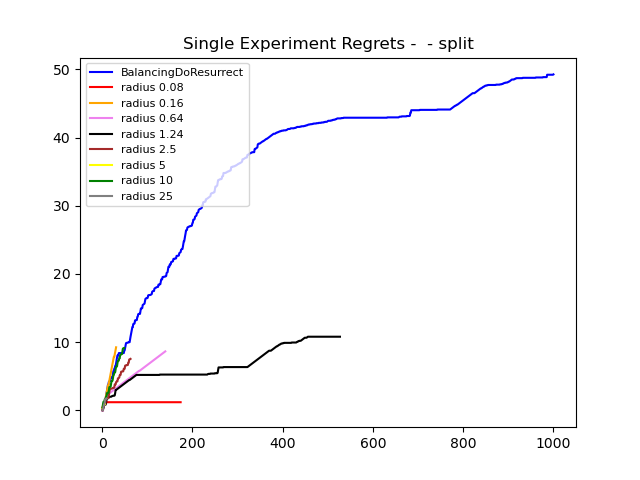 Single Experiment Regrets -  - split
BalancingDoResurrect
radius 0.08
radius 0.16
radius 0.64
radius 1.24
radius 2.5
radius 5
radius 10
radius 25
50
40
30
20
10
0
0 200 400 600 800 1000